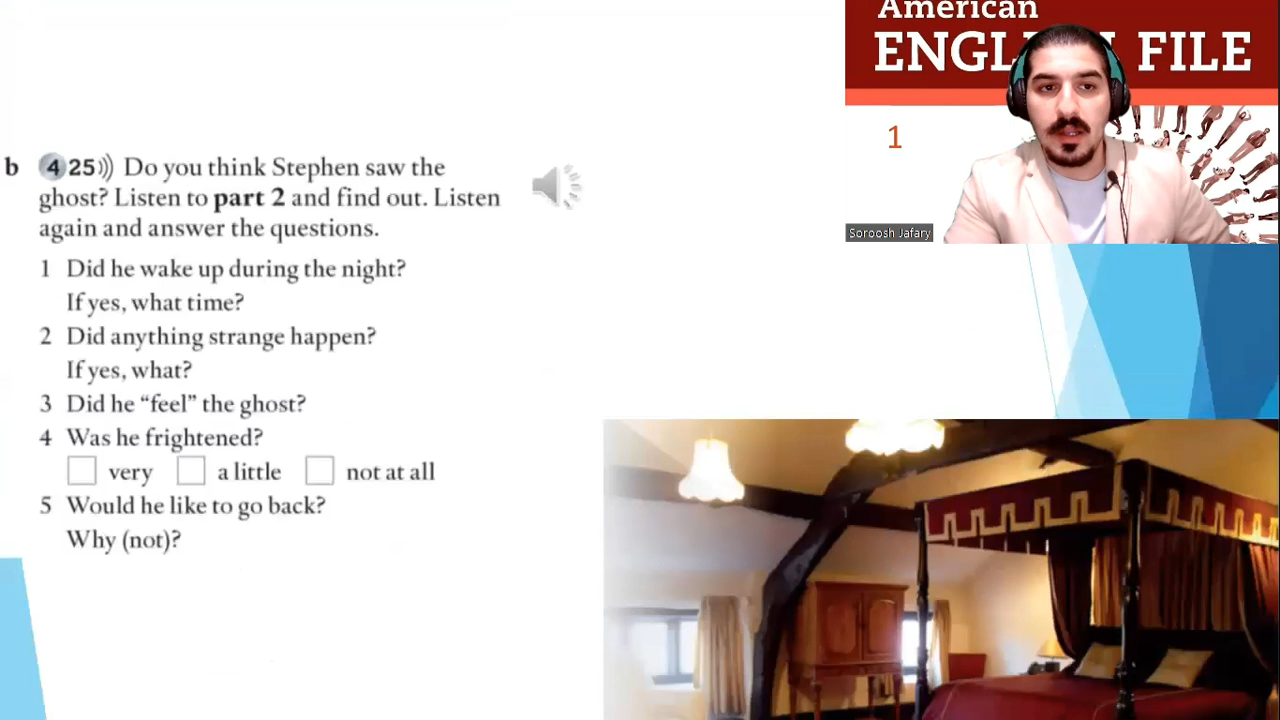 American
ENGL FILE
1
Soroosh Jafary
b 4 25))) Do you think Stephen saw the
ghost? Listen to part 2 and find out. Listen
again and answer the questions.
1 Did he wake up during the night?
If yes, what time?
2 Did anything strange happen?
If yes, what?
3 Did he “feel” the ghost?
4 Was he frightened?
very a little not at all
5 Would he like to go back?
Why (not)?